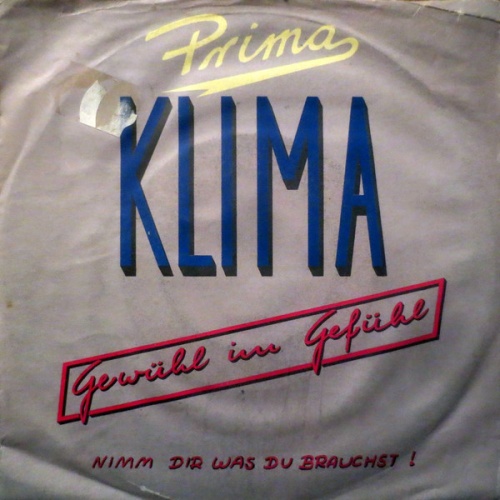 Prima
KLIMA
Gewühl im Gefühl
NIMM DIR WAS DU BRAUCHST !